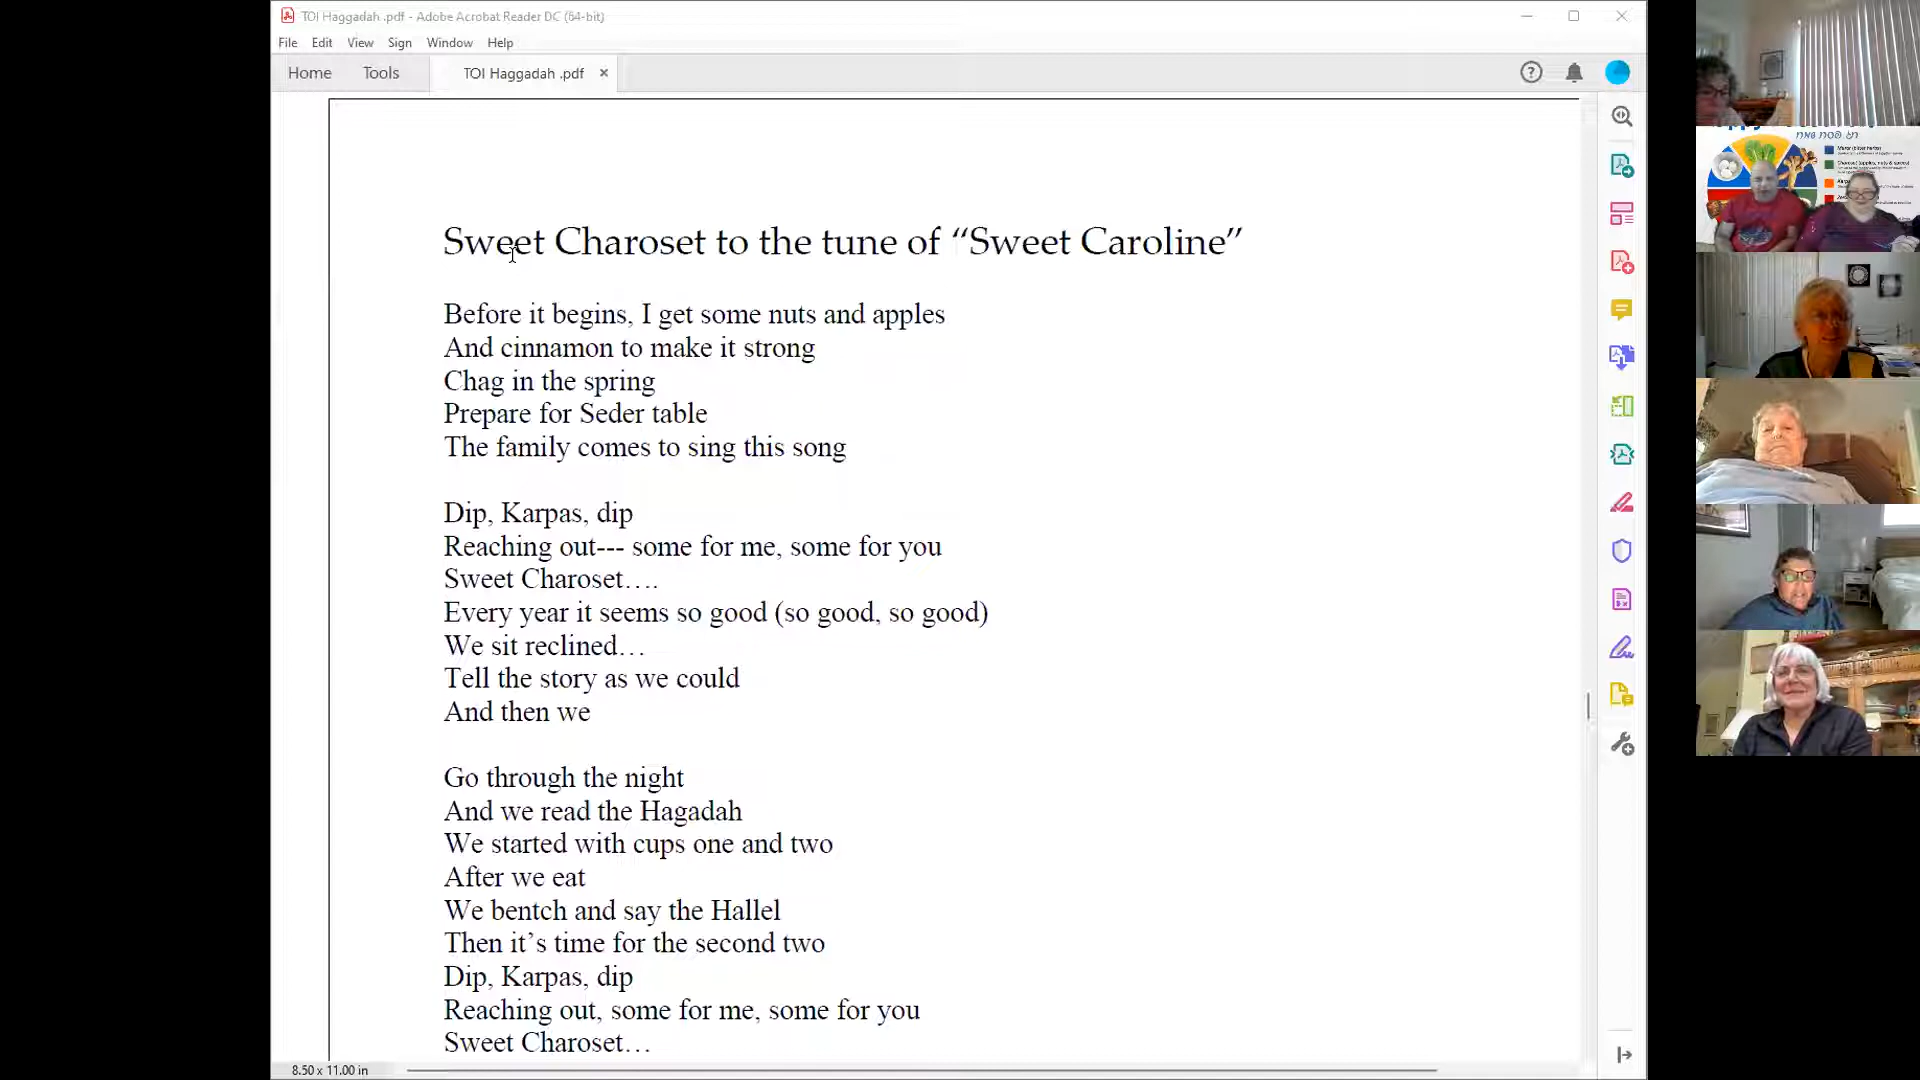 TOI Haggadah .pdf - Adobe Acrobat Reader DC (64-bit)
File Edit View Sign Window Help
Home Tools TOI Haggadah .pdf
Sweet Charoset to the tune of “Sweet Caroline”
Before it begins, I get some nuts and apples
And cinnamon to make it strong
Chag in the spring
Prepare for Seder table
The family comes to sing this song
Dip, Karpas, dip
Reaching out--- some for me, some for you
Sweet Charoset….
Every year it seems so good (so good, so good)
We sit reclined…
Tell the story as we could
And then we
Go through the night
And we read the Hagadah
We started with cups one and two
After we eat
We bentch and say the Hallel
Then it’s time for the second two
Dip, Karpas, dip
Reaching out, some for me, some for you
Sweet Charoset…
8.50 x 11.00 in
Maror (bitter herbs)
Charoset (apples, nuts & spices)